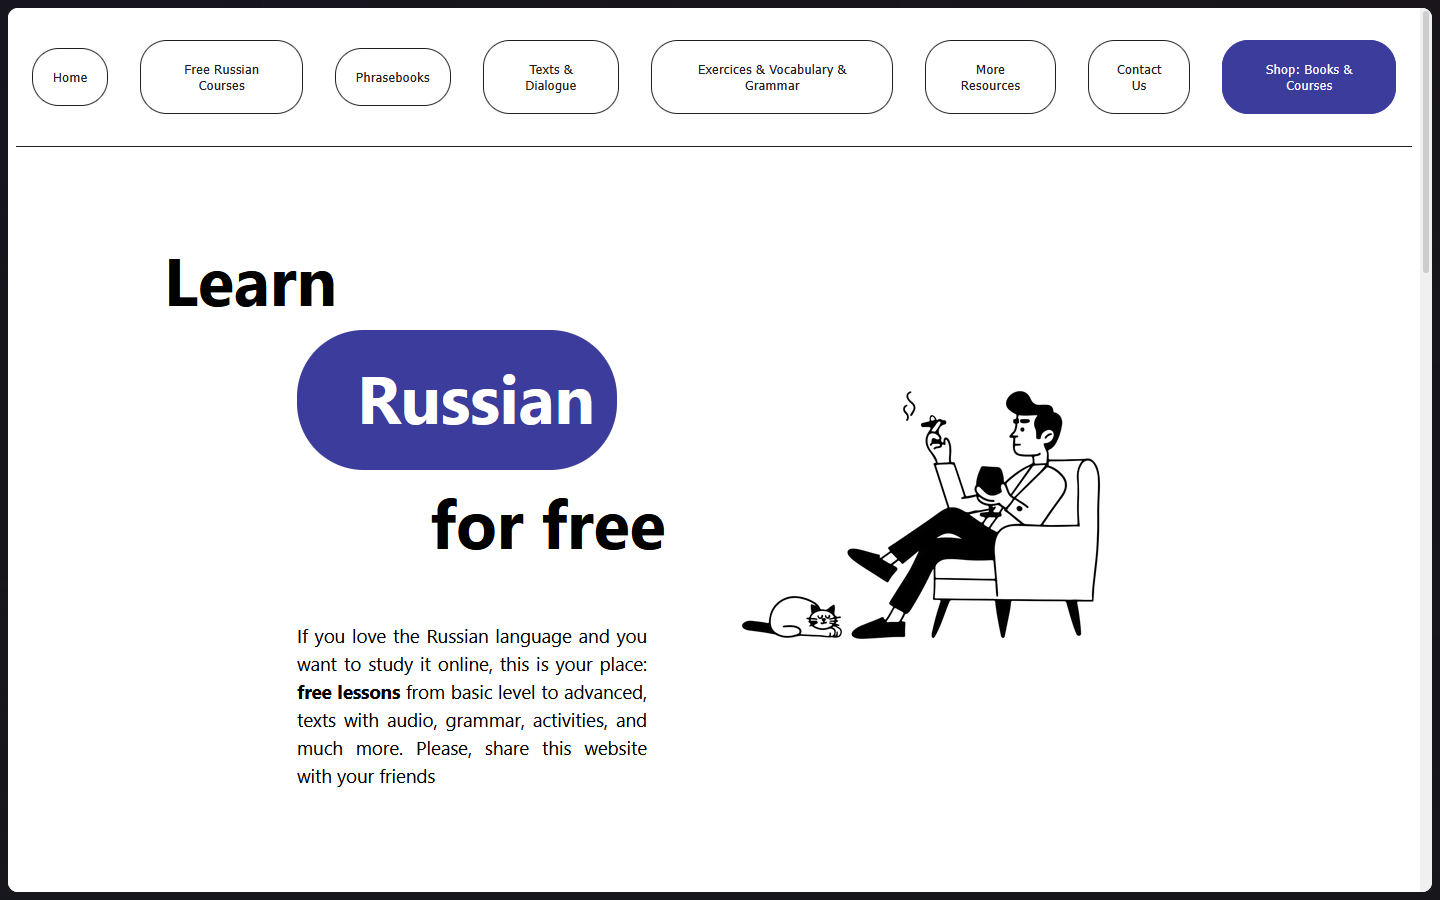 Home
Free Russian
Courses
Phrasebooks
Texts &
Dialogue
Exercices & Vocabulary &
Grammar
More
Resources
Contact
Us
Shop: Books &
Courses
Learn
Russian
for free
If you love the Russian language and you
want to study it online, this is your place:
free lessons from basic level to advanced,
texts with audio, grammar, activities, and
much more. Please, share this website
with your friends